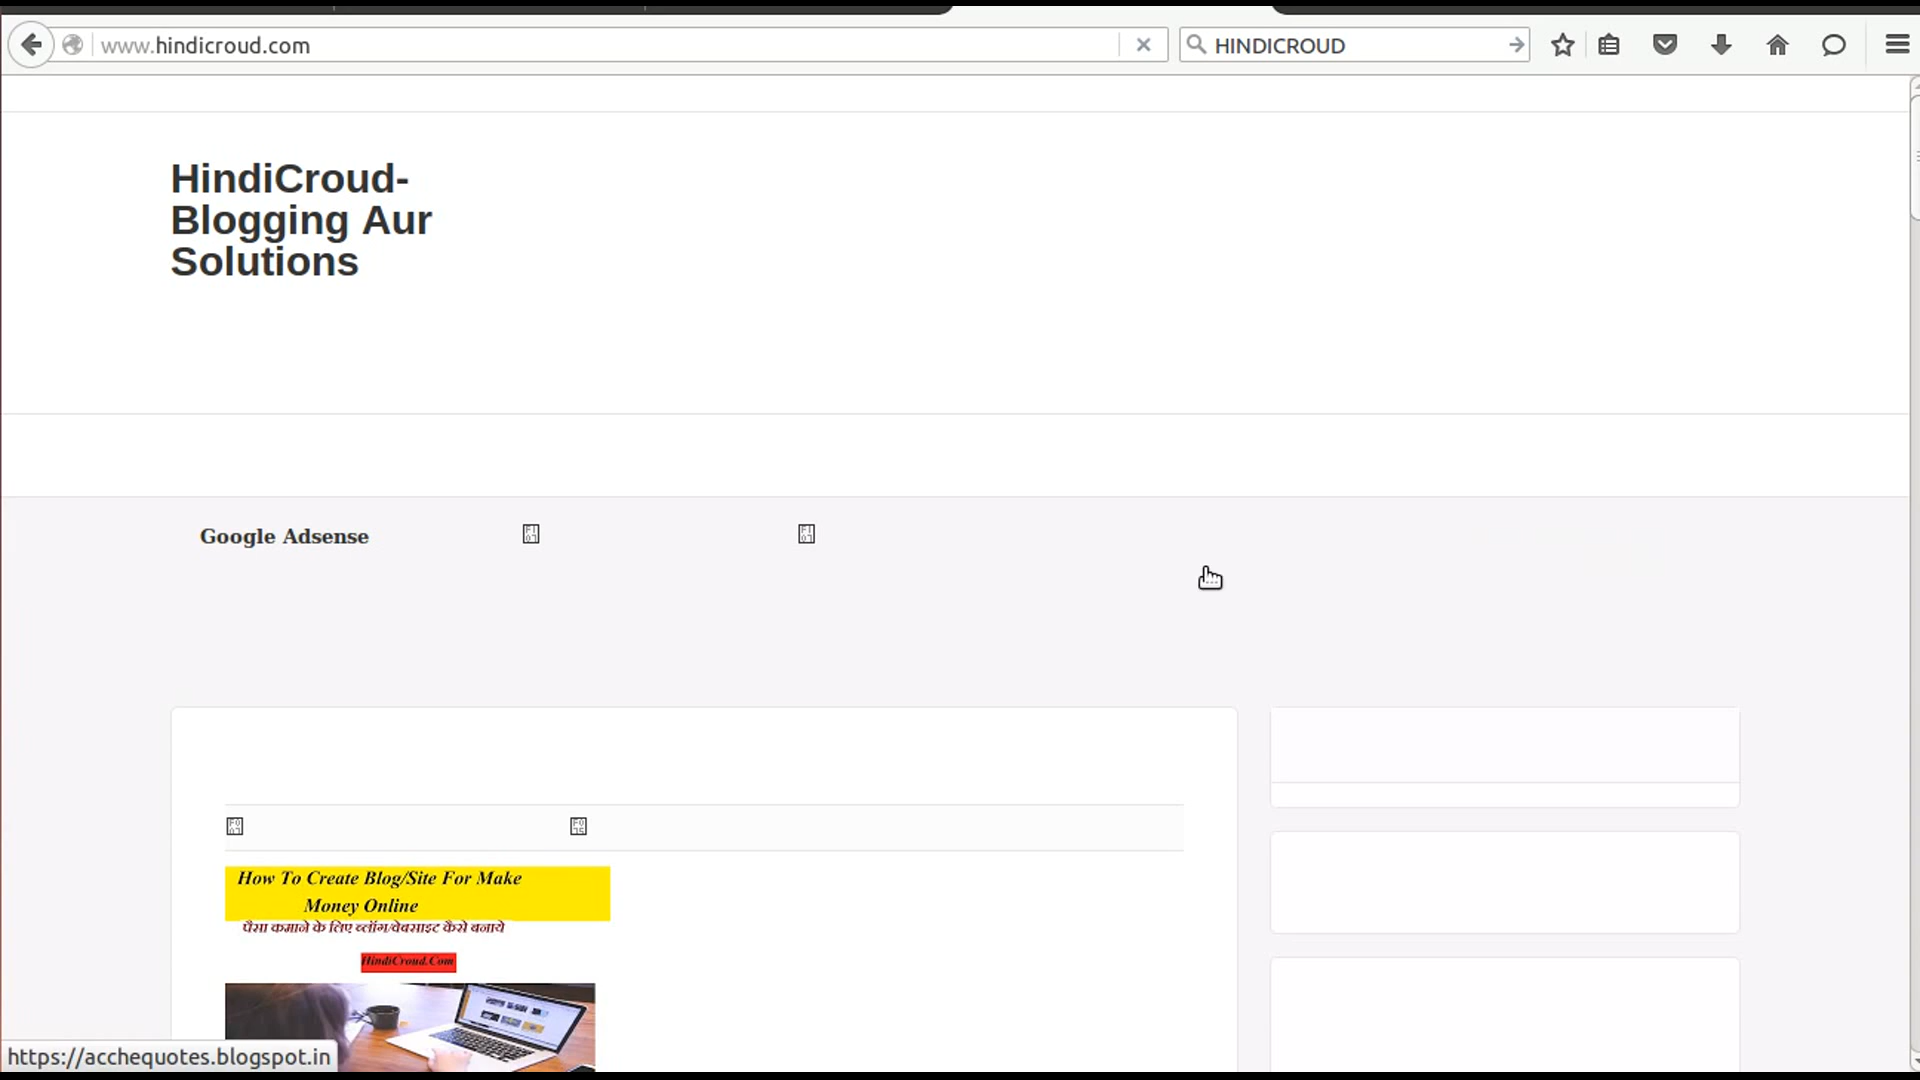 www.hindicroud.com
HINDICROUD
HindiCroud-
Blogging Aur
Solutions
Google Adsense
How To Create Blog/Site For Make
Money Online
पैसा कमाने के लिए ब्लॉग/वेबसाइट कैसे बनाये
HindiCroud.Com
https://acchequotes.blogspot.in